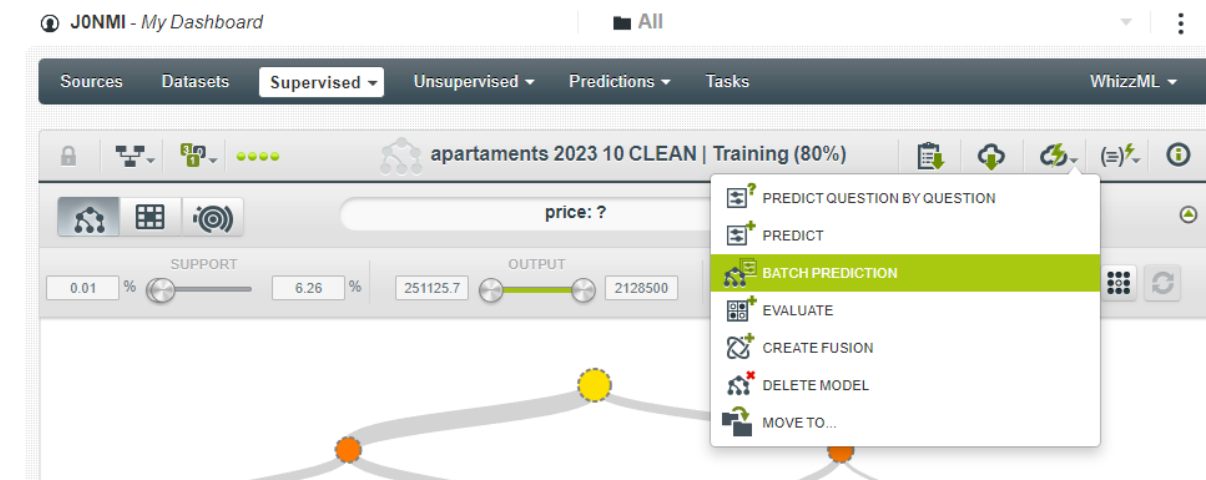 J0NMI - My Dashboard
All
Sources Datasets Supervised Unsupervised Predictions Tasks WhizzML
apartaments 2023 10 CLEAN | Training (80%)
price: ?
PREDICT QUESTION BY QUESTION
PREDICT
SUPPORT
OUTPUT
0.01 % 6.26 % 251125.7 2128500
BATCH PREDICTION
EVALUATE
CREATE FUSION
DELETE MODEL
MOVE TO...